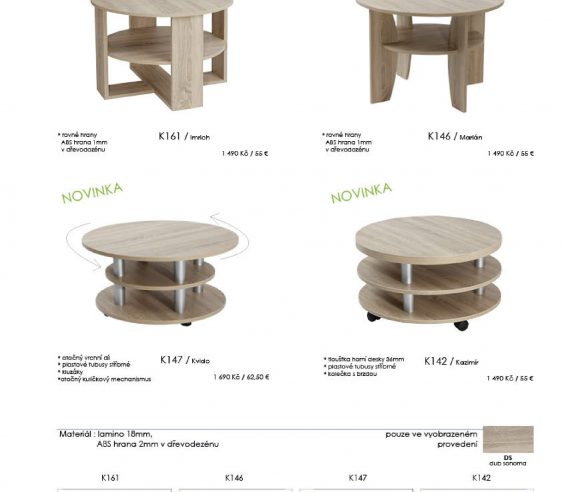 * rovné hrany
ABS hrana 1mm
v dřevodazénu
K161 / Imrich
1 490 Kč / 55 €
* rovné hrany
ABS hrana 1mm
v dřevodazénu
K146 / Marián
1 490 Kč / 55 €
NOVINKA
NOVINKA
* otočný vrchní díl
* plastové tubusy stříbrné
* kluzáky
*otočný kuličkový mechanismus
K147 / Kvido
1 690 Kč / 62,50 €
* tloušťka horní desky 36mm
* plastové tubusy stříbrné
* kolečka s brzdou
K142 / Kazimír
1 490 Kč / 55 €
Materiál : lamino 18mm,
ABS hrana 2mm v dřevodezénu
pouze ve vyobrazeném
provedení
DS
dub sonoma
K161 K146 K147 K142